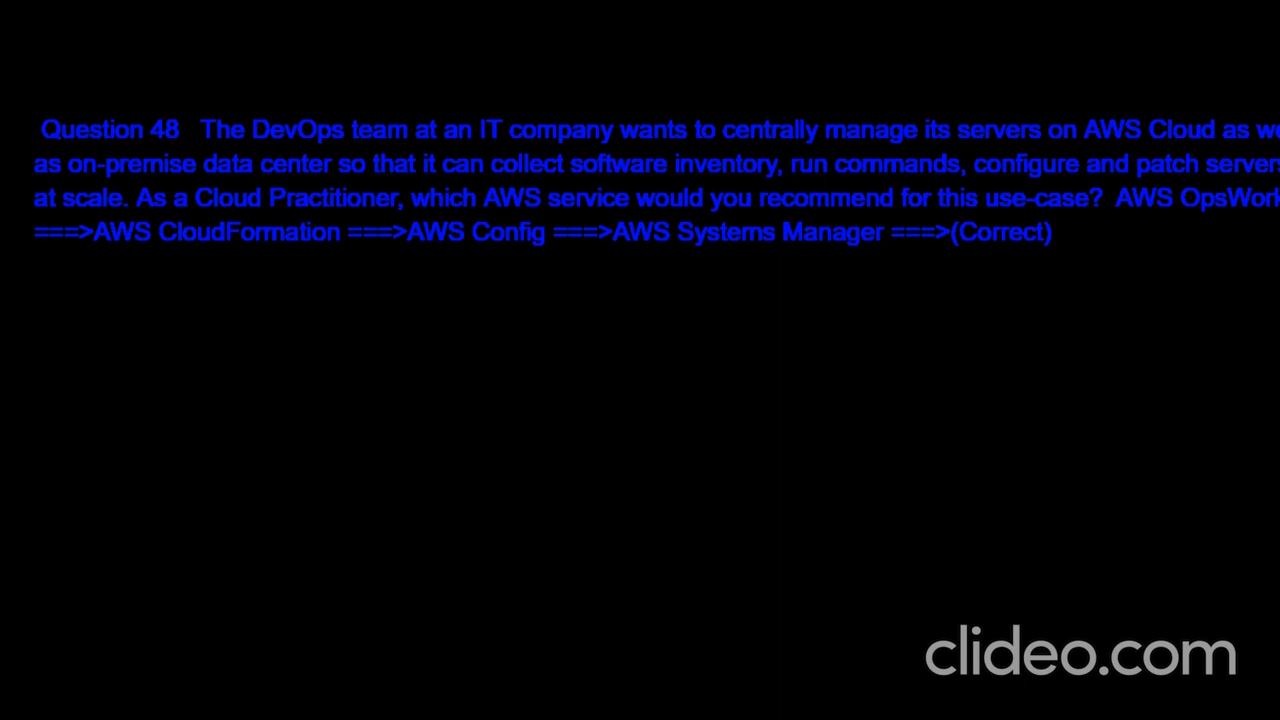 Question 48 The DevOps team at an IT company wants to centrally manage its servers on AWS Cloud as
as on-premise data center so that it can collect software inventory, run commands, configure and patch
at scale. As a Cloud Practitioner, which AWS service would you recommend for this use-case? AWS
===>AWS CloudFormation ===>AWS Config ===>AWS Systems Manager ===>(Correct)
clideo.com